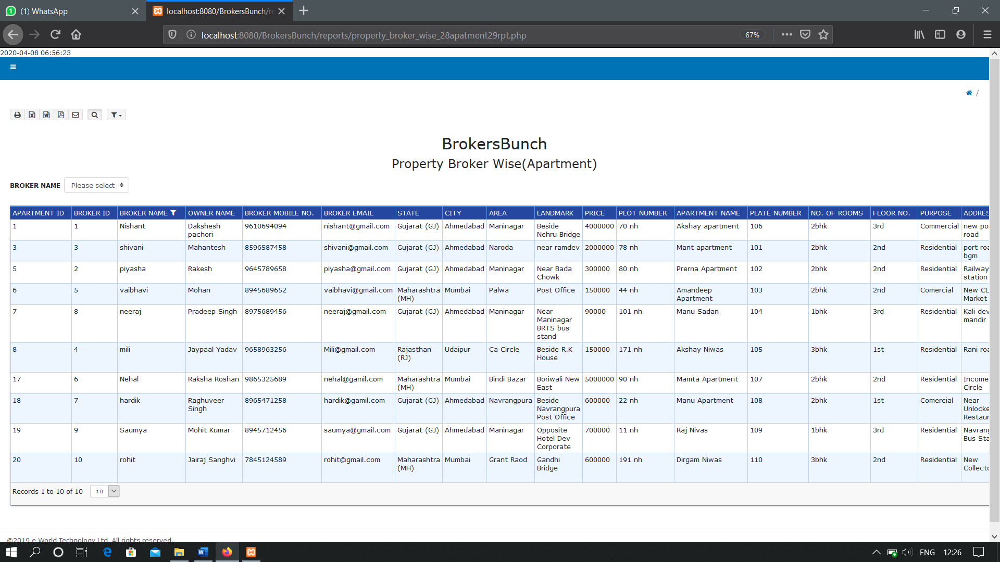 (1) WhatsApp
localhost:8080/BrokersBunch/re
localhost:8080/BrokersBunch/reports/property_broker_wise_28apatment29rpt.php 67%
2020-04-08 06:56:23
/
BrokersBunch
Property Broker Wise(Apartment)
BROKER NAME Please select
APARTMENT ID BROKER ID BROKER NAME OWNER NAME BROKER MOBILE NO. BROKER EMAIL STATE CITY AREA LANDMARK PRICE PLOT NUMBER APARTMENT NAME PLATE NUMBER NO. OF ROOMS FLOOR NO. PURPOSE ADDRES
1 1 Nishant Dakshesh 9610694094 nishant@gmail.com Gujarat (GJ) Ahmedabad Maninagar Beside 4000000 70 nh Akshay apartment 106 2bhk 3rd Commercial new po
pachori Nehru Bridge road
3 3 shivani Mahantesh 8596587458 shivani@gmail.com Gujarat (GJ) Ahmedabad Naroda near ramdev 2000000 78 nh Mant apartment 101 2bhk 2nd Residential port roa
bgm
5 2 piyasha Rakesh 9645789658 piyasha@gmail.com Gujarat (GJ) Ahmedabad Maninagar Near Bada 300000 80 nh Prerna Apartment 102 2bhk 2nd Residential Railway
Chowk station
6 5 vaibhavi Mohan 8945689652 vaibhavi@gmail.com Maharashtra Mumbai Palwa Post Office 150000 44 nh Amandeep 103 2bhk 2nd Comercial New CL
(MH) Apartment Market
7 8 neeraj Pradeep Singh 8975689456 neeraj@gmail.com Gujarat (GJ) Ahmedabad Maninagar Near 90000 101 nh Manu Sadan 104 1bhk 3rd Residential Kali dev
Maninagar mandir
BRTS bus
stand
8 4 mili Jaypaal Yadav 9658963256 Mili@gmail.com Rajasthan Udaipur Ca Circle Beside R.K 150000 171 nh Akshay Niwas 105 3bhk 1st Residential Rani roa
(RJ) House
17 6 Nehal Raksha Roshan 9865325689 nehal@gamil.com Maharashtra Mumbai Bindi Bazar Boriwali New 5000000 90 nh Mamta Apartment 107 2bhk 2nd Residential Income
(MH) East Circle
18 7 hardik Raghuveer 8965471258 hardik@gamil.com Gujarat (GJ) Ahmedabad Navrangpura Beside 600000 22 nh Manu Apartment 108 2bhk 1st Comercial Near
Singh Navrangpura Unlocke
Post Office Restaur
19 9 Saumya Mohit Kumar 8945712456 saumya@gmail.com Gujarat (GJ) Ahmedabad Maninagar Opposite 700000 11 nh Raj Nivas 109 1bhk 3rd Residential Navrang
Hotel Dev Bus Sta
Corporate
20 10 rohit Jairaj Sanghvi 7845124589 rohit@gmail.com Maharashtra Mumbai Grant Raod Gandhi 600000 191 nh Dirgam Niwas 110 3bhk 2nd Residential New
(MH) Bridge Collecto
Records 1 to 10 of 10 10
©2019 e.World Technology Ltd. All rights reserved.
ENG 12:26